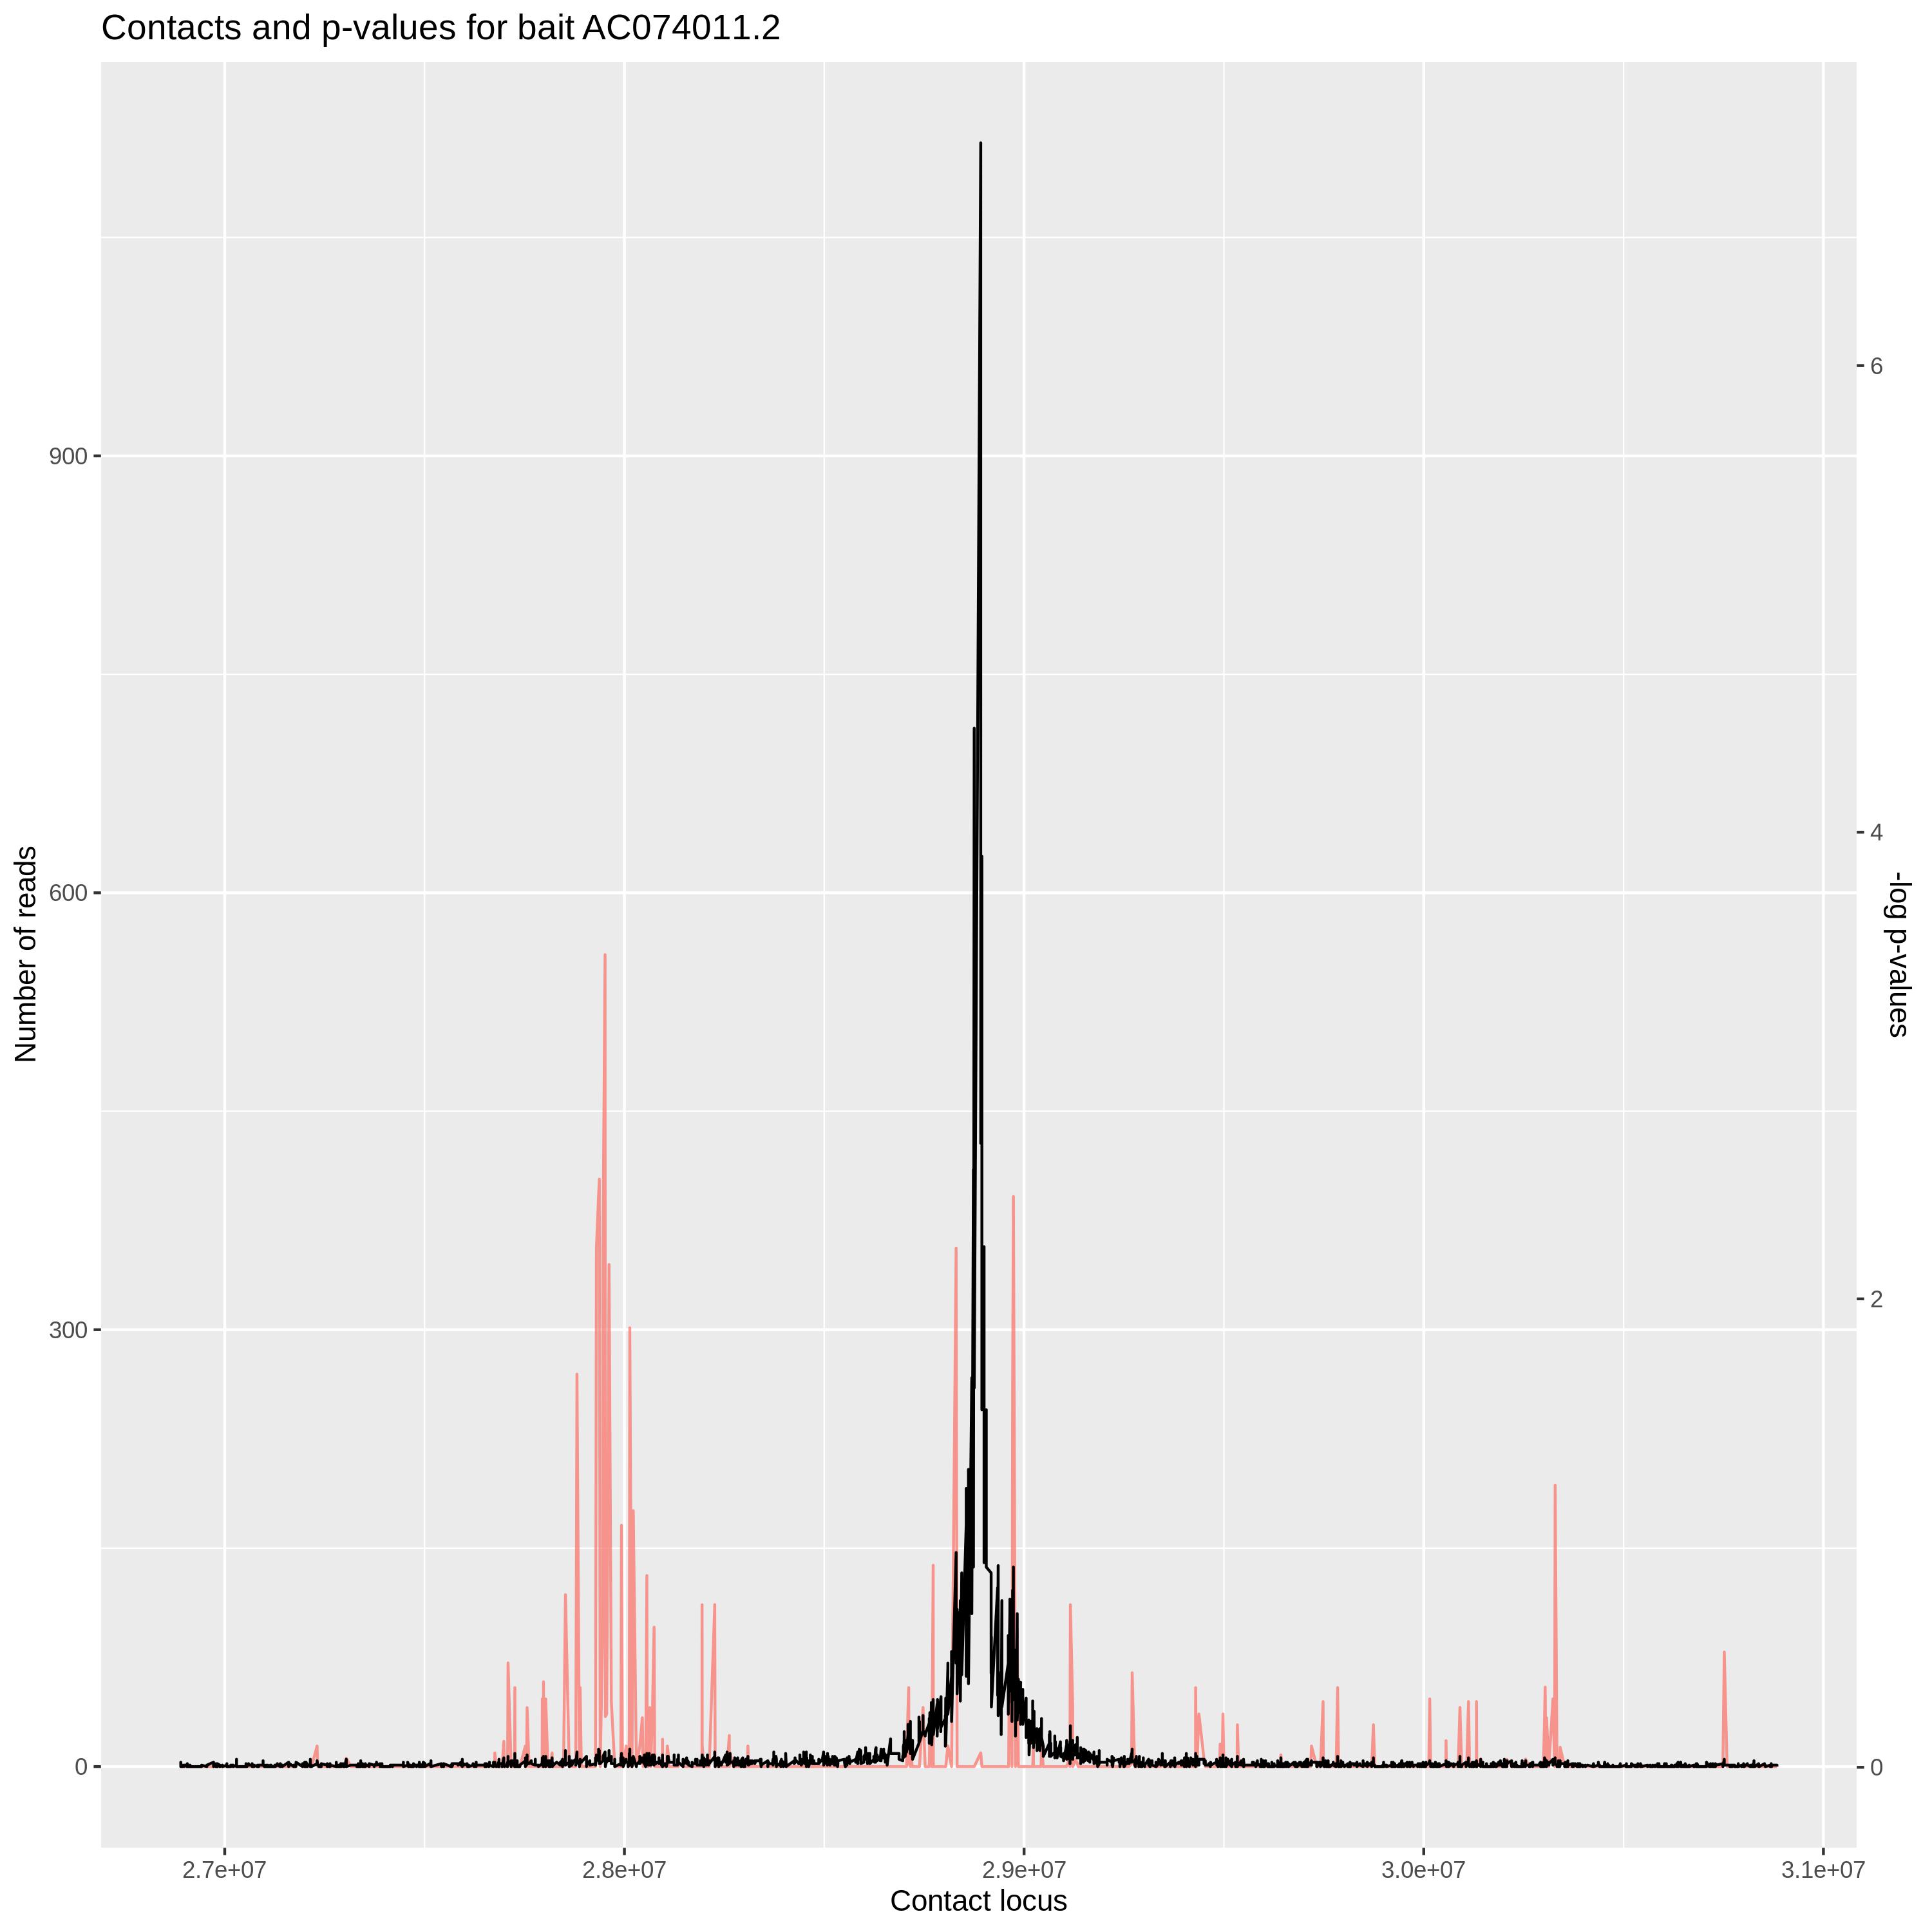 Contacts and p-values for bait AC074011.2
900
600
300
0
Number of reads
6
4
2
0
-log p-values
2.7e+07
2.8e+07
2.9e+07
3.0e+07
3.1e+07
Contact locus